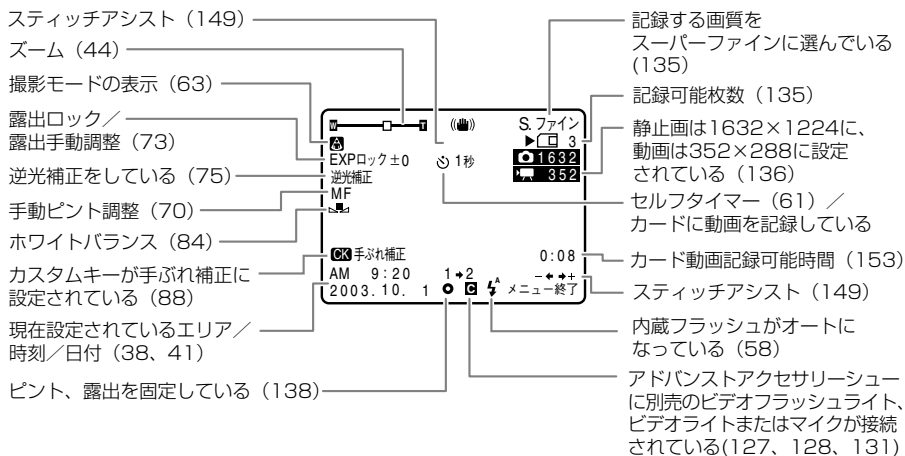 スティッチアシスト（149）
ズーム（44）
撮影モードの表示（63）
露出ロック／
露出手動調整（73）
逆光補正をしている（75）
手動ピント調整（70）
ホワイトバランス（84）
カスタムキーが手ぶれ補正に
設定されている（88）
現在設定されているエリア／
時刻／日付（38、41）
ピント、露出を固定している（138）
W T S.ファイン
A 3
EXPロック±0 1秒 1632
逆光補正 352
MF
CK 手ぶれ補正 0:08
AM 9:20 1→2 −←→+
2003.10. 1 C A メニュー終了
記録する画質を
スーパーファインに選んでいる
(135)
記録可能枚数（135）
静止画は1632×1224に、
動画は352×288に設定
されている（136）
セルフタイマー（61）／
カードに動画を記録している
カード動画記録可能時間（153）
スティッチアシスト（149）
内蔵フラッシュがオートに
なっている（58）
アドバンストアクセサリーシュー
に別売のビデオフラッシュライト、
ビデオライトまたはマイクが接続
されている(127、128、131)